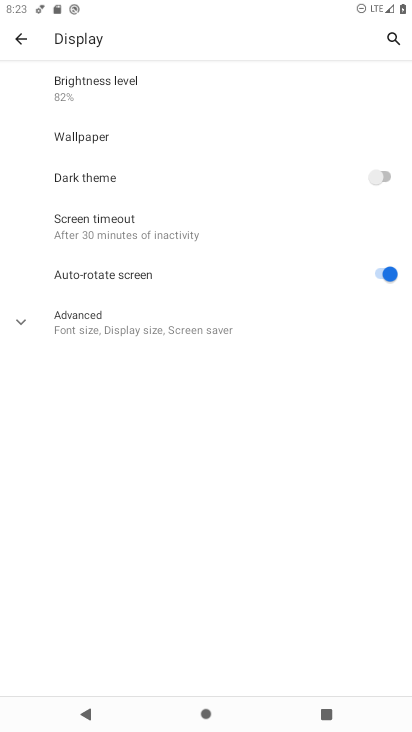 8:23
LTE
Display
Brightness level
82%
Wallpaper
Dark theme
Screen timeout
After 30 minutes of inactivity
Auto-rotate screen
Advanced
Font size, Display size, Screen saver